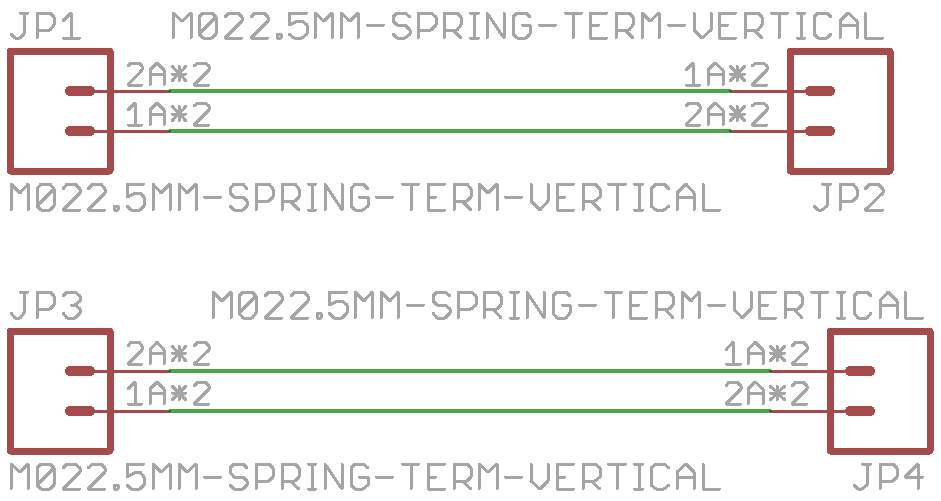 JP1 M022.5MM-SPRING-TERM-VERTICAL
2A*2 1A*2
1A*2 2A*2
M022.5MM-SPRING-TERM-VERTICAL JP2
JP3 M022.5MM-SPRING-TERM-VERTICAL
2A*2 1A*2
1A*2 2A*2
M022.5MM-SPRING-TERM-VERTICAL JP4